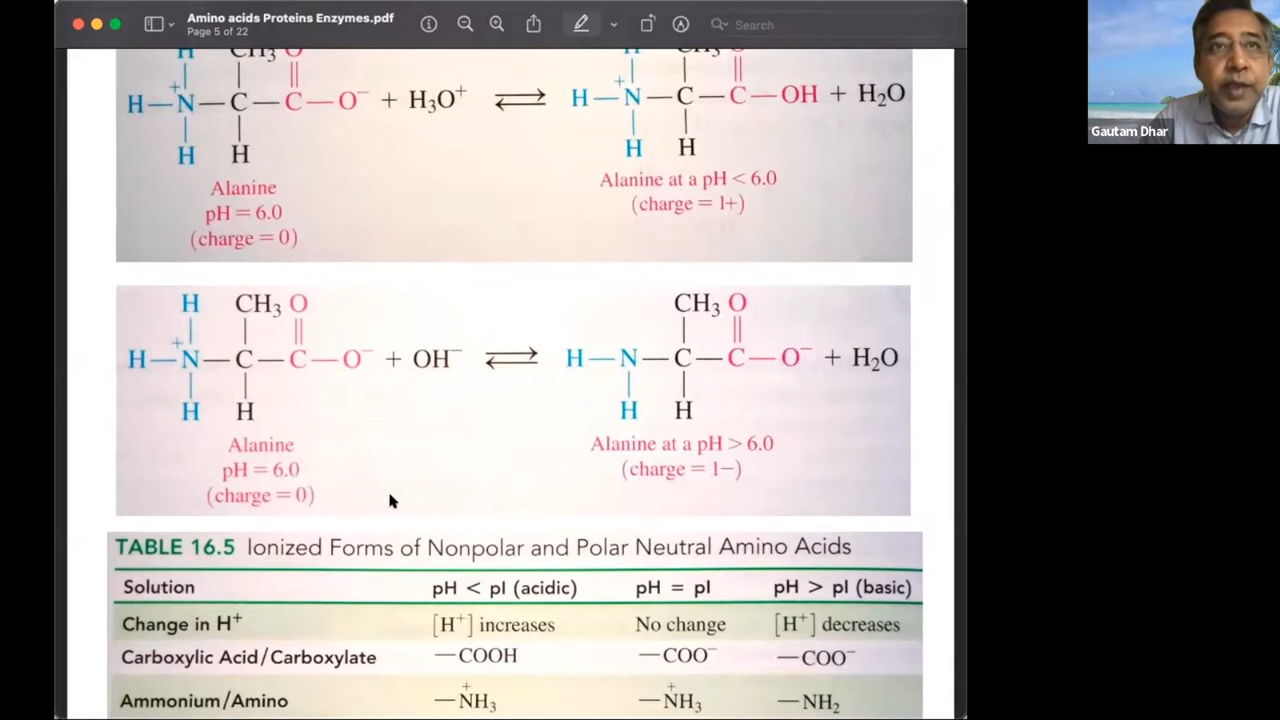 Amino acids Proteins Enzymes.pdf
Page 5 of 22
Search
Gautam Dhar
H CH₃ O
H—N⁺—C—C—O⁻ + H₃O⁺ ⇌ H—N⁺—C—C—OH + H₂O
H H
H H
Alanine
pH = 6.0
(charge = 0)
Alanine at a pH < 6.0
(charge = 1+)
H CH₃ O
CH₃ O
H—N⁺—C—C—O⁻ + OH⁻ ⇌ H—N—C—C—O⁻ + H₂O
H H
H H
Alanine
pH = 6.0
(charge = 0)
Alanine at a pH > 6.0
(charge = 1−)
TABLE 16.5 Ionized Forms of Nonpolar and Polar Neutral Amino Acids
Solution pH < pI (acidic) pH = pI pH > pI (basic)
Change in H⁺ [H⁺] increases No change [H⁺] decreases
Carboxylic Acid/Carboxylate —COOH —COO⁻ —COO⁻
Ammonium/Amino —N⁺H₃ —N⁺H₃ —NH₂